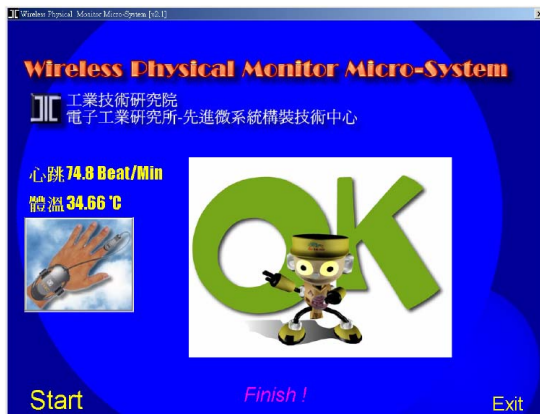 Wireless Physical Monitor Micro-System [v2.1]
Wireless Physical Monitor Micro-System
工業技術研究院
電子工業研究所-先進微系統構裝技術中心
心跳 74.8 Beat/Min
體溫 34.66 °C
OK
Start
Finish !
Exit